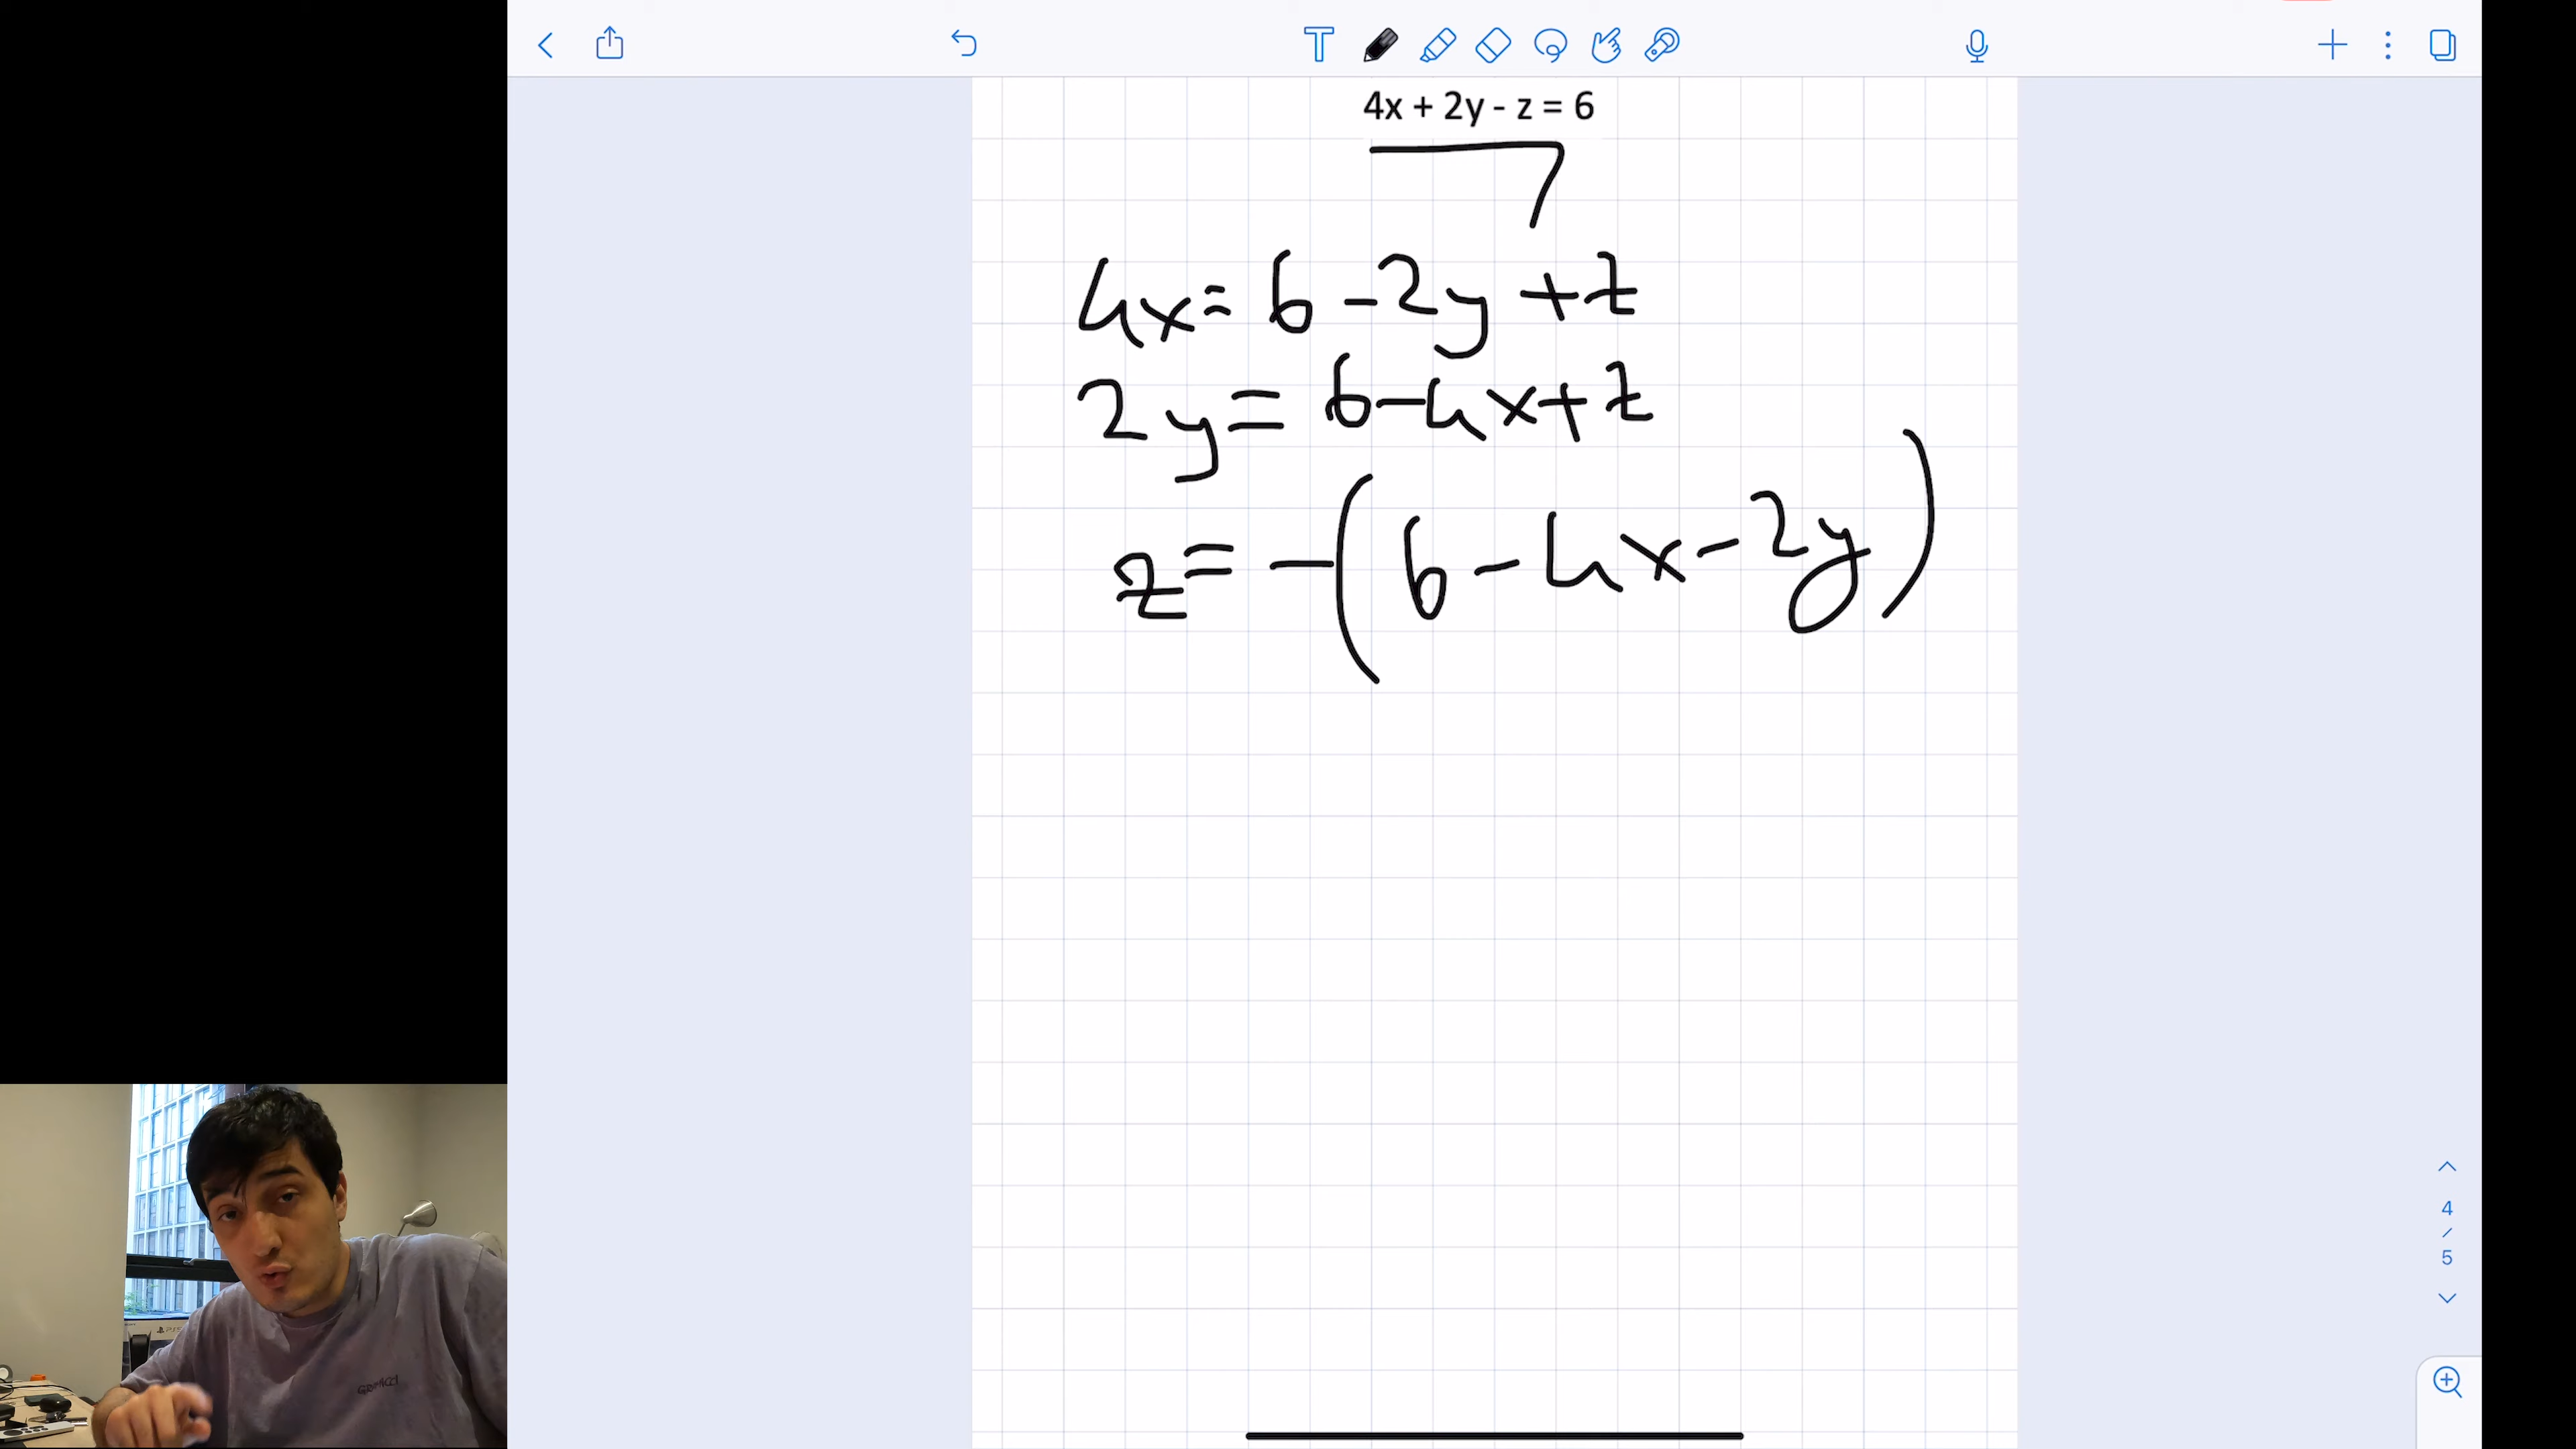 4x + 2y - z = 6
4x = 6 - 2y + z
2y = 6 - 4x + z
z = - ( 6 - 4x - 2y )
4
/
5